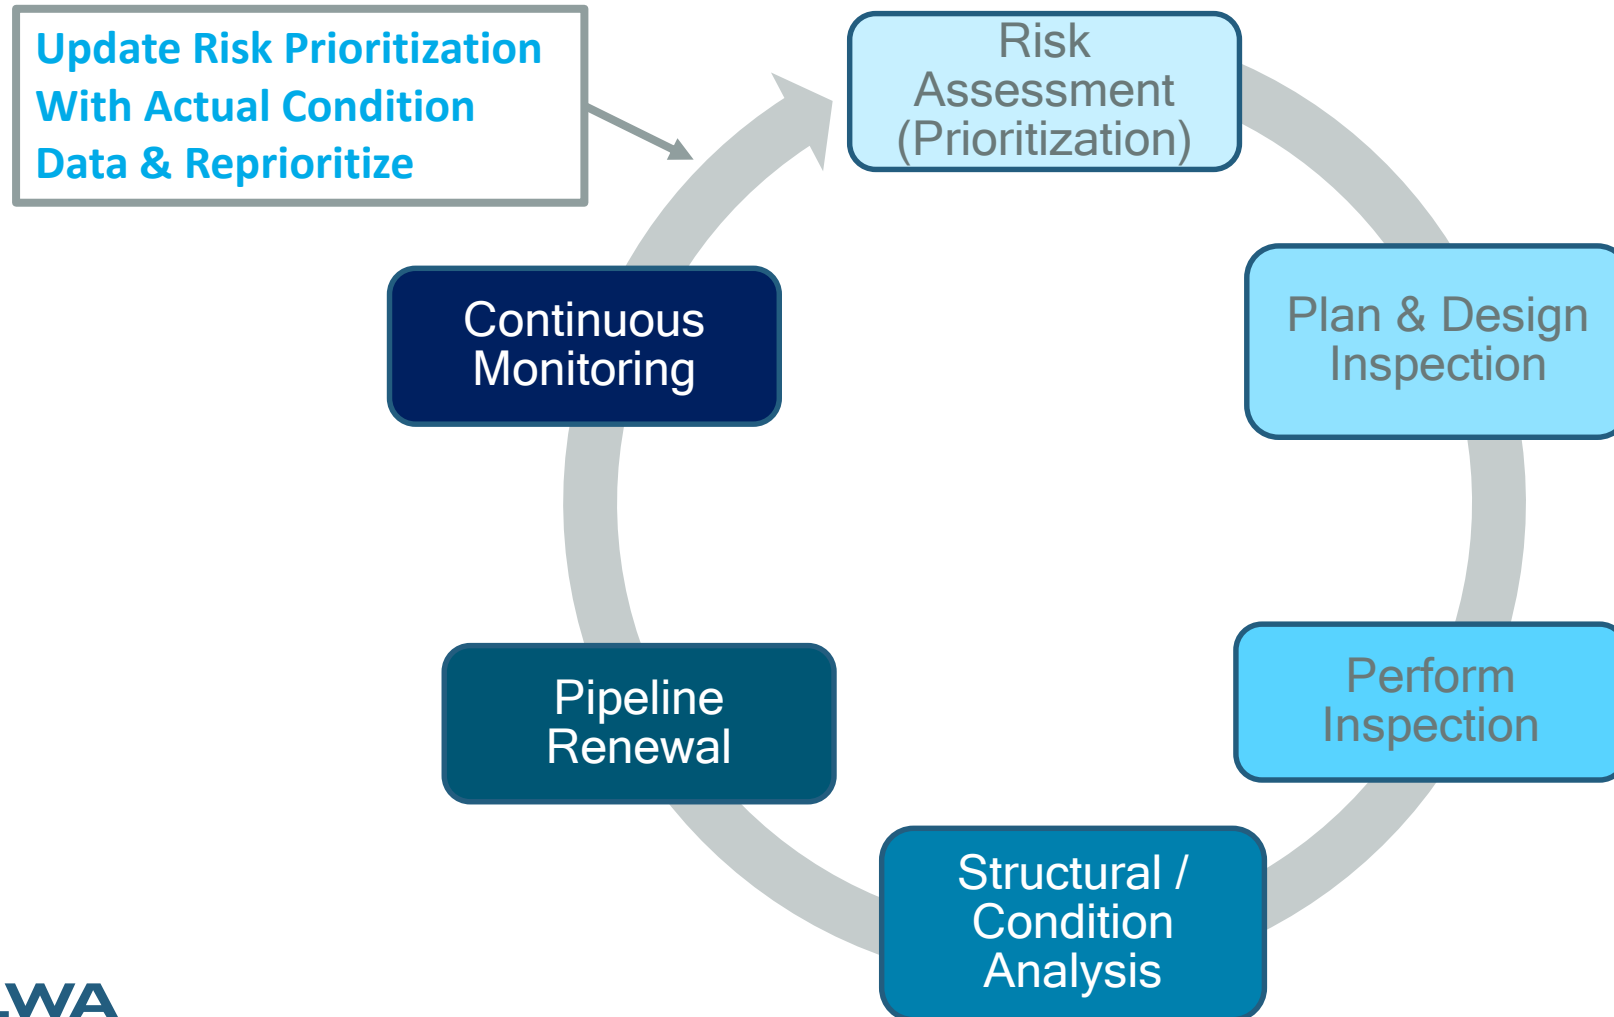 Update Risk Prioritization
With Actual Condition
Data & Reprioritize
Risk
Assessment
(Prioritization)
Plan & Design
Inspection
Perform
Inspection
Structural /
Condition
Analysis
Pipeline
Renewal
Continuous
Monitoring